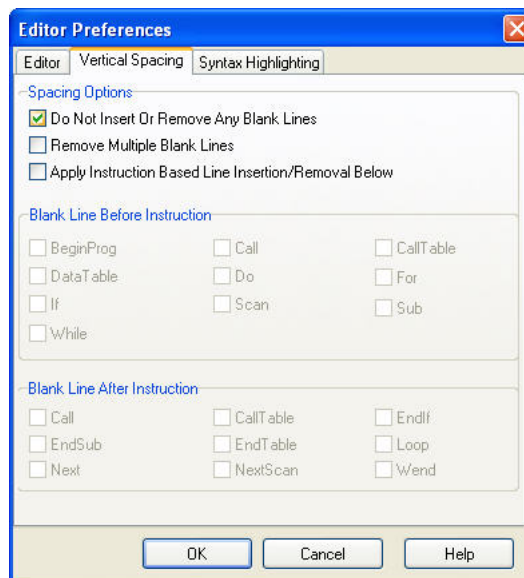 Editor Preferences
Editor Vertical Spacing Syntax Highlighting
Spacing Options
Do Not Insert Or Remove Any Blank Lines
Remove Multiple Blank Lines
Apply Instruction Based Line Insertion/Removal Below
Blank Line Before Instruction
BeginProg Call CallTable
DataTable Do For
If Scan Sub
While
Blank Line After Instruction
Call CallTable EndIf
EndSub EndTable Loop
Next NextScan Wend
OK Cancel Help